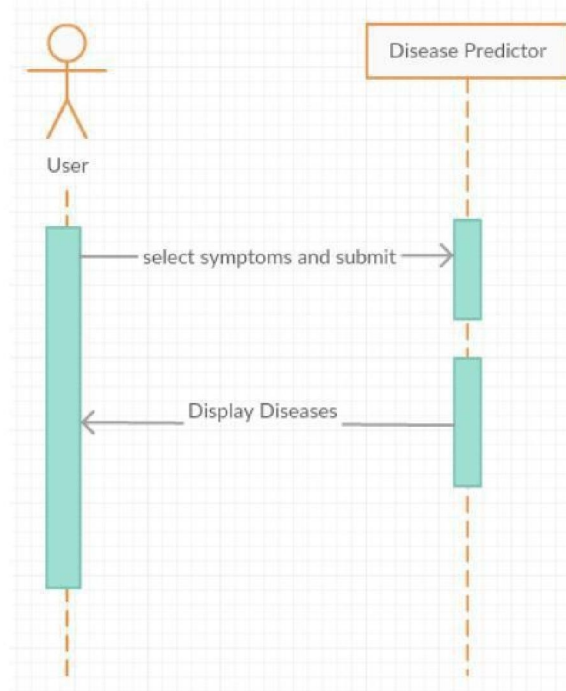 Disease Predictor
User
select symptoms and submit
Display Diseases